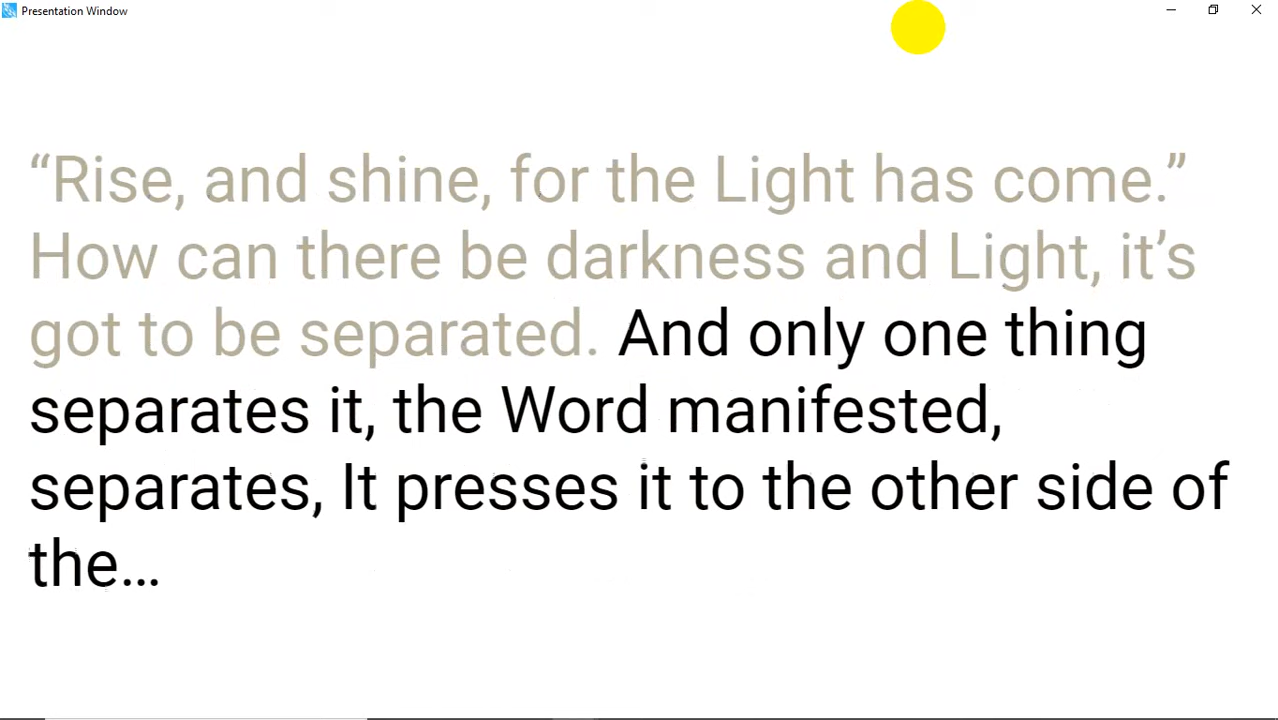 Presentation Window
“Rise, and shine, for the Light has come.”
How can there be darkness and Light, it’s
got to be separated. And only one thing
separates it, the Word manifested,
separates, It presses it to the other side of
the…